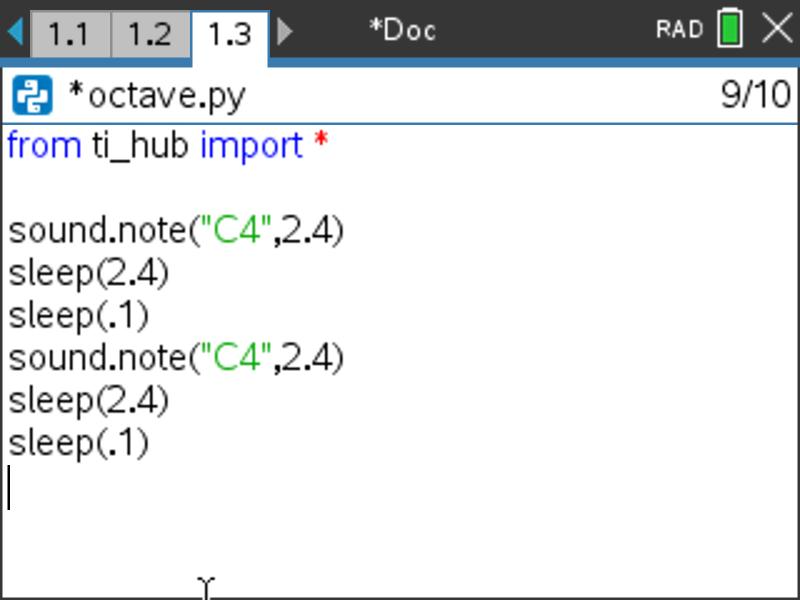 1.1 1.2 1.3 *Doc RAD
*octave.py 9/10
from ti_hub import *
sound.note("C4",2.4)
sleep(2.4)
sleep(.1)
sound.note("C4",2.4)
sleep(2.4)
sleep(.1)